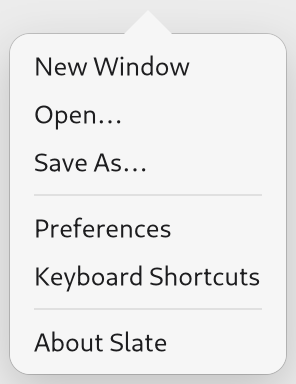 New Window
Open…
Save As…
Preferences
Keyboard Shortcuts
About Slate